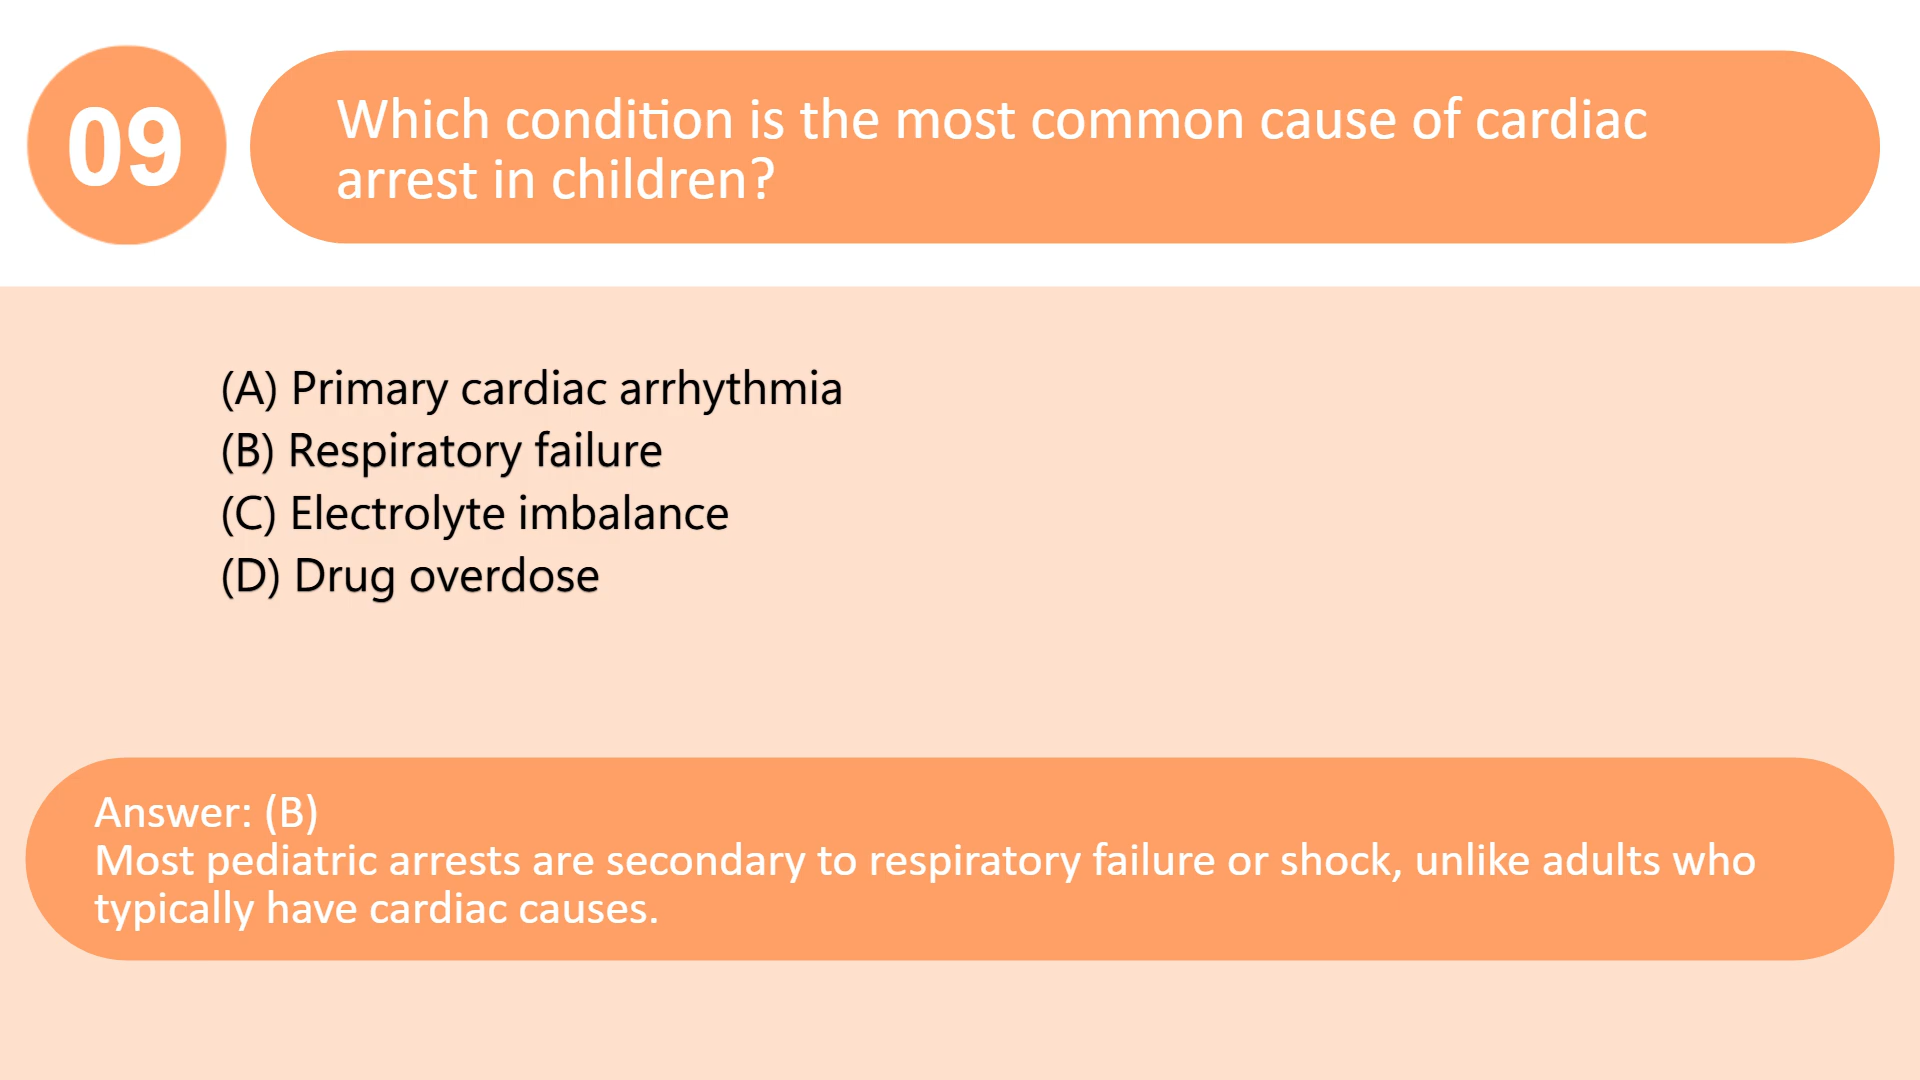 09
Which condition is the most common cause of cardiac
arrest in children?
(A) Primary cardiac arrhythmia
(B) Respiratory failure
(C) Electrolyte imbalance
(D) Drug overdose
Answer: (B)
Most pediatric arrests are secondary to respiratory failure or shock, unlike adults who
typically have cardiac causes.